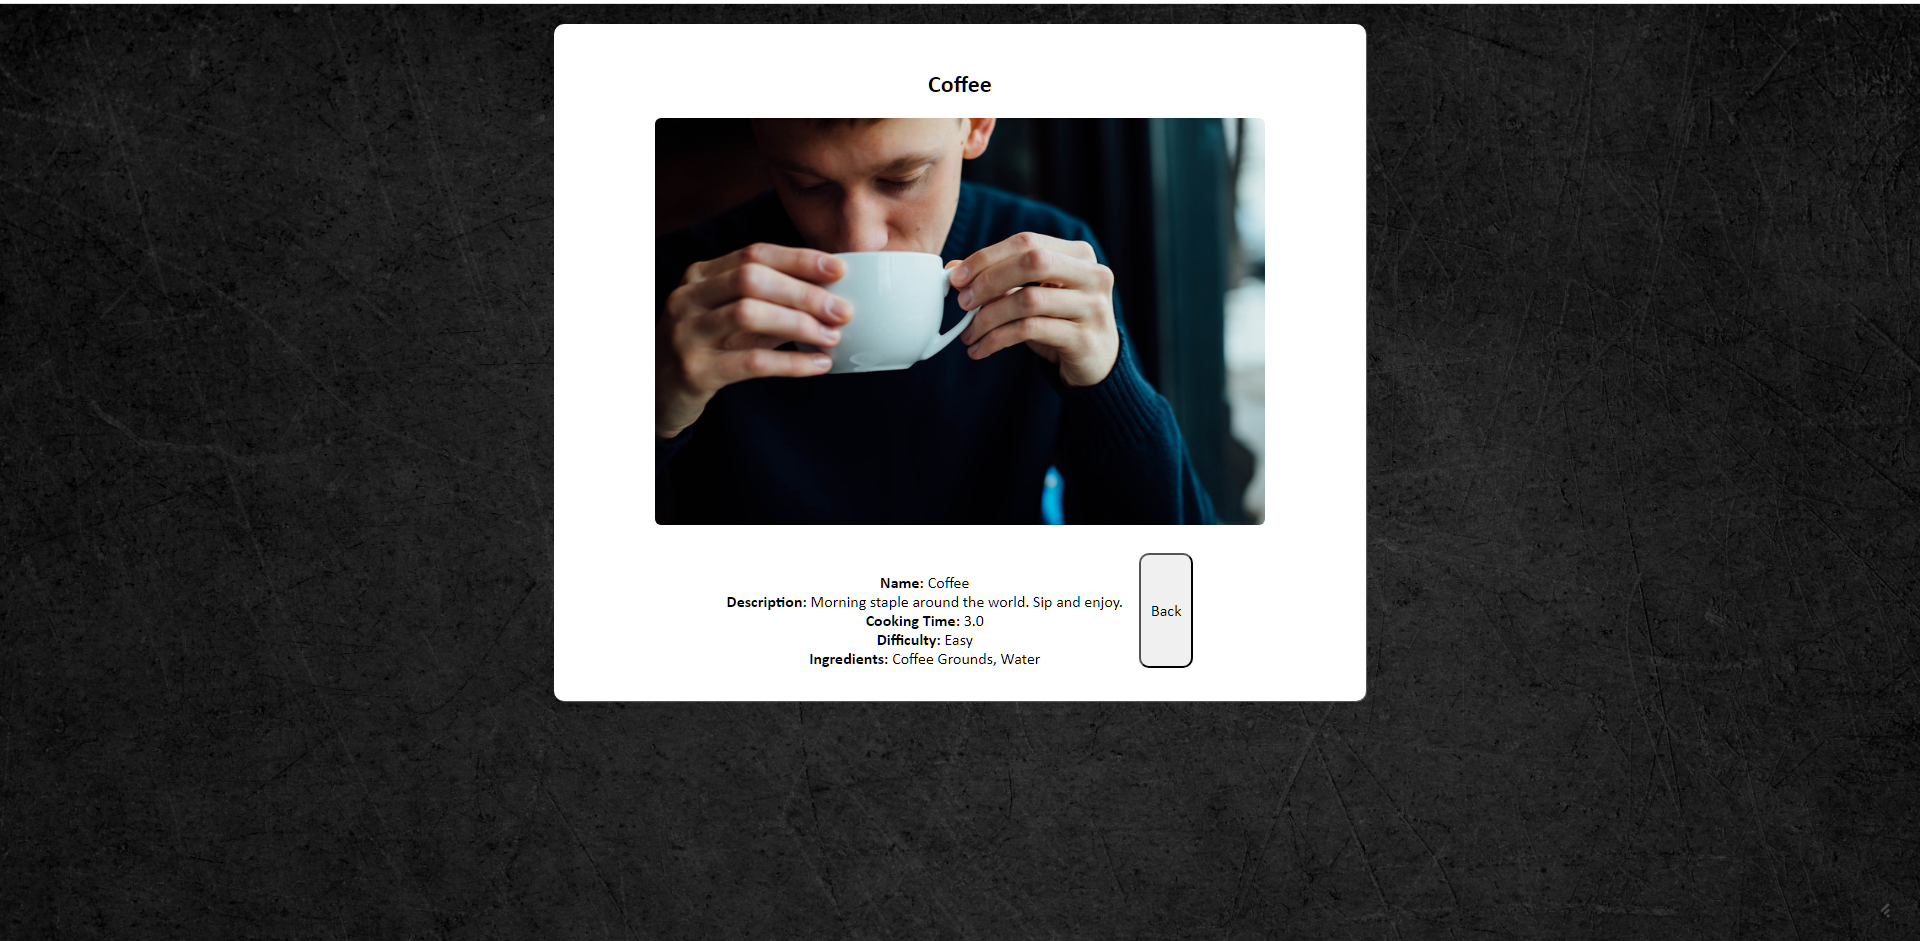 Coffee
Name: Coffee
Description: Morning staple around the world. Sip and enjoy.
Cooking Time: 3.0
Difficulty: Easy
Ingredients: Coffee Grounds, Water
Back